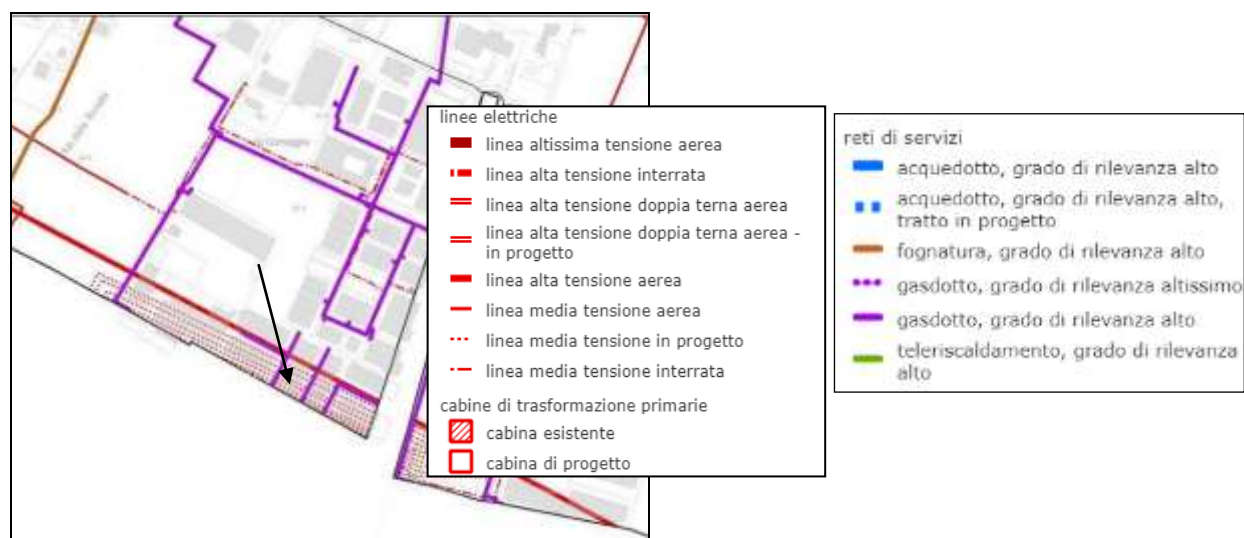 linee elettriche
linea altissima tensione aerea
linea alta tensione interrata
linea alta tensione doppia terna aerea
linea alta tensione doppia terna aerea -
in progetto
linea alta tensione aerea
linea media tensione aerea
linea media tensione in progetto
linea media tensione interrata
cabine di trasformazione primarie
cabina esistente
cabina di progetto
reti di servizi
acquedotto, grado di rilevanza alto
acquedotto, grado di rilevanza alto,
tratto in progetto
fognatura, grado di rilevanza alto
gasdotto, grado di rilevanza altissimo
gasdotto, grado di rilevanza alto
teleriscaldamento, grado di rilevanza
alto